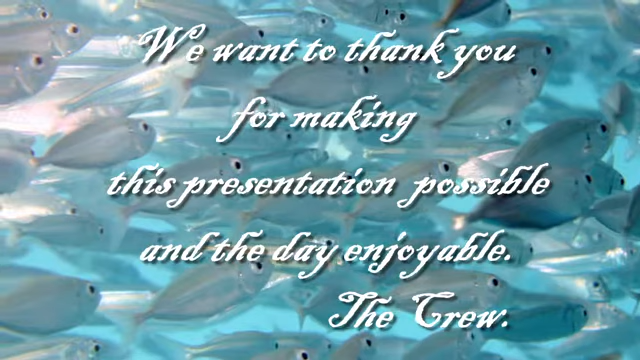 We want to thank you
for making
this presentation possible
and the day enjoyable.
The Crew.